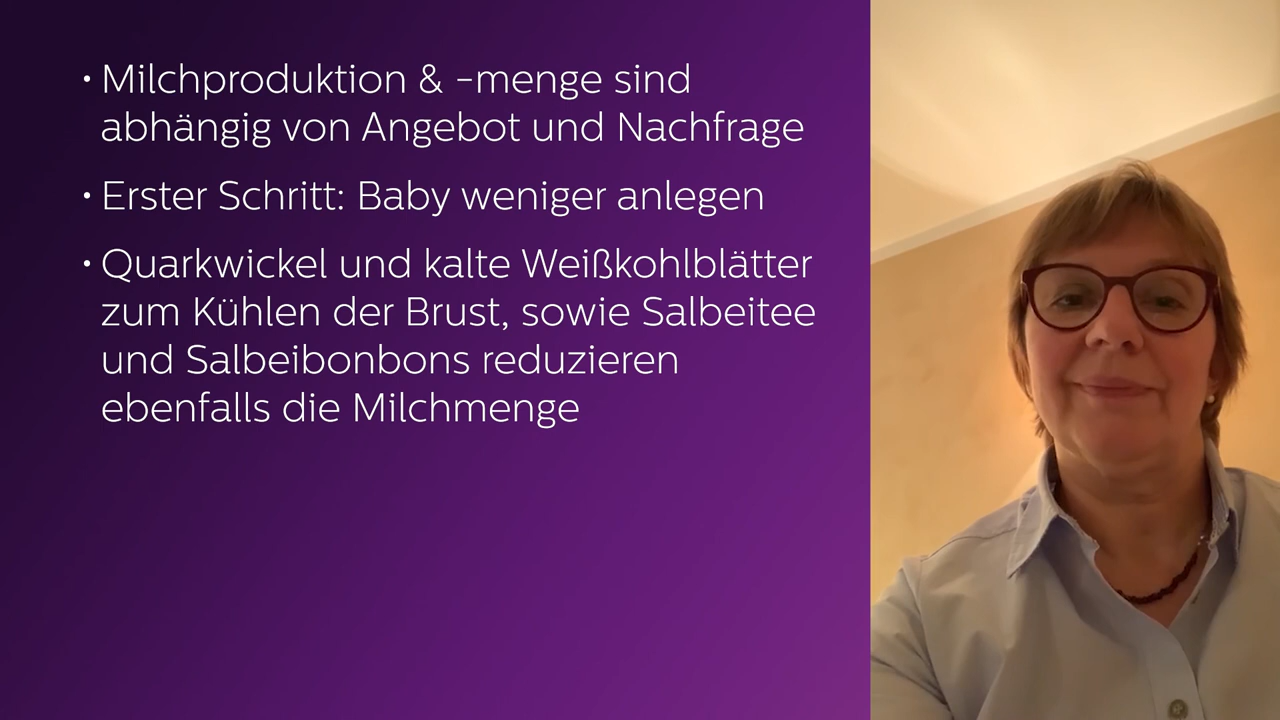 • Milchproduktion & -menge sind
abhängig von Angebot und Nachfrage
• Erster Schritt: Baby weniger anlegen
• Quarkwickel und kalte Weißkohlblätter
zum Kühlen der Brust, sowie Salbeitee
und Salbeibonbons reduzieren
ebenfalls die Milchmenge